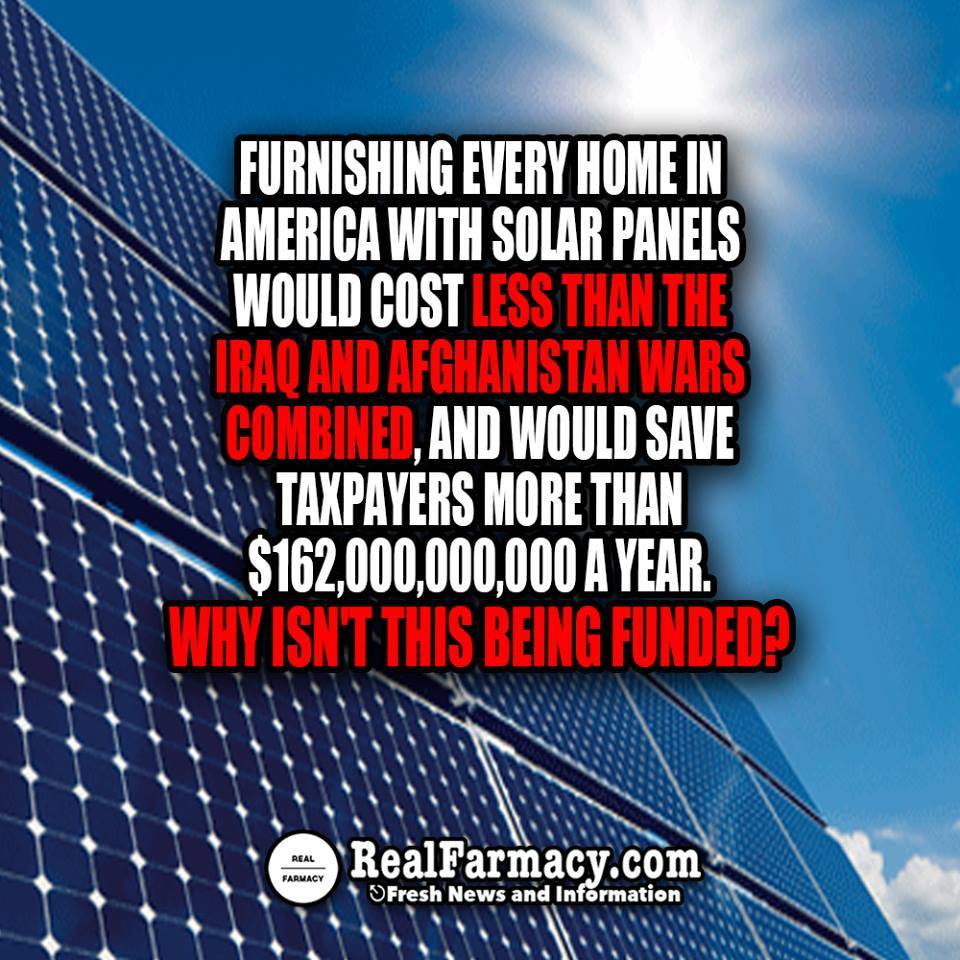 FURNISHING EVERY HOME IN
AMERICA WITH SOLAR PANELS
WOULD COST LESS THAN THE
IRAQ AND AFGHANISTAN WARS
COMBINED, AND WOULD SAVE
TAXPAYERS MORE THAN
$162,000,000,000 A YEAR.
WHY ISN'T THIS BEING FUNDED?
REAL
FARMACY
RealFarmacy.com
Fresh News and Information